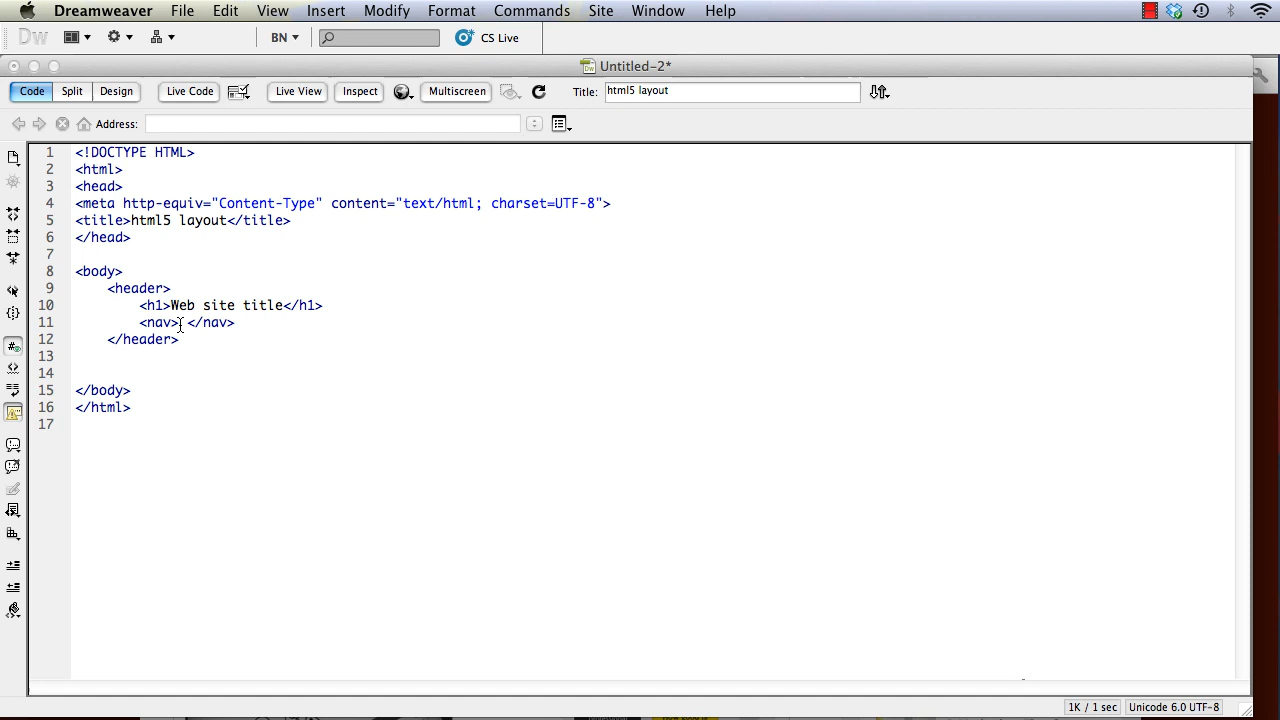 Dreamweaver File Edit View Insert Modify Format Commands Site Window Help
Dw BN CS Live
Untitled-2*
Code Split Design Live Code Live View Inspect Multiscreen Title: html5 layout
Address:
1 <!DOCTYPE HTML>
2 <html>
3 <head>
4 <meta http-equiv="Content-Type" content="text/html; charset=UTF-8">
5 <title>html5 layout</title>
6 </head>
7
8 <body>
9 <header>
10 <h1>Web site title</h1>
11 <nav> </nav>
12 </header>
13
14
15 </body>
16 </html>
17
1K / 1 sec Unicode 6.0 UTF-8